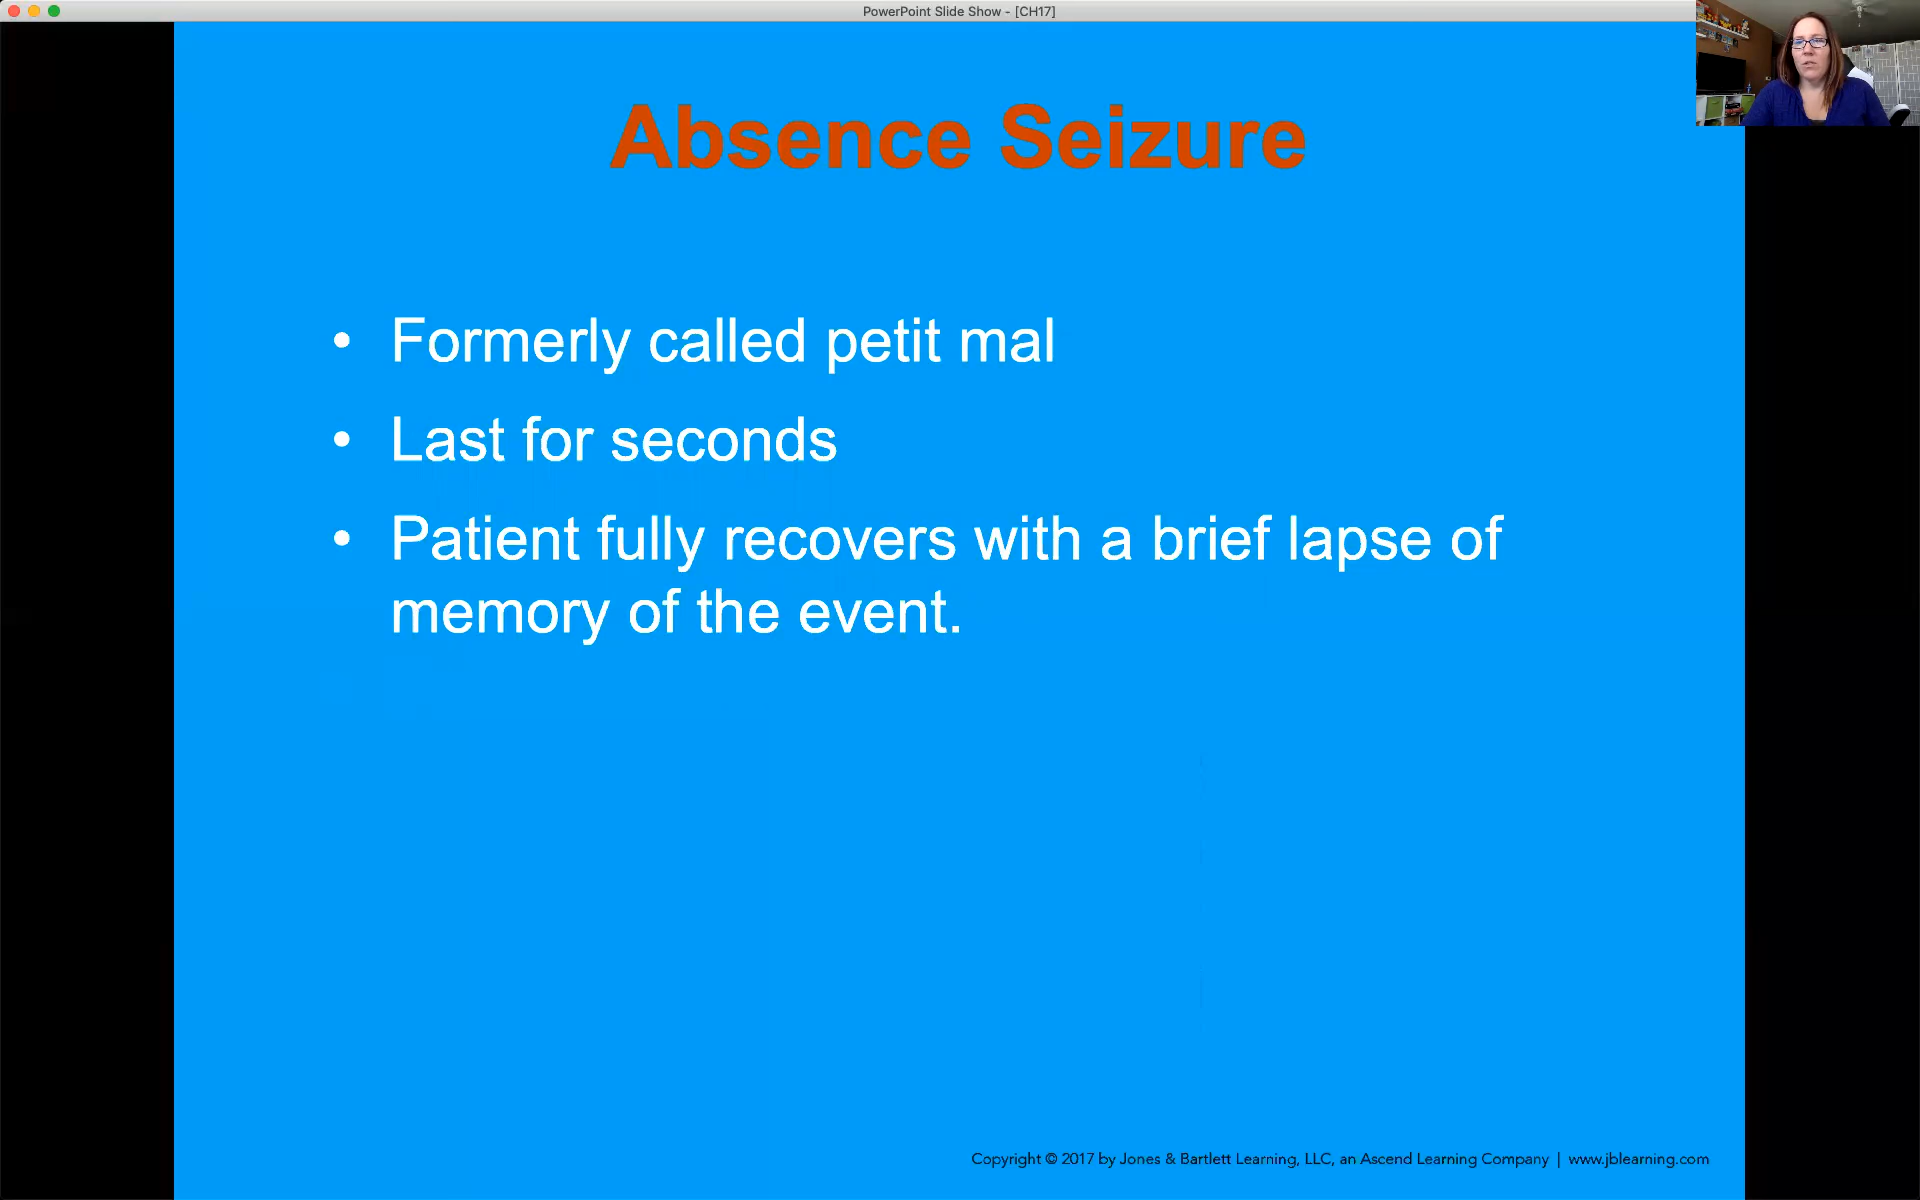 PowerPoint Slide Show - [CH17]
Absence Seizure
• Formerly called petit mal
• Last for seconds
• Patient fully recovers with a brief lapse of
memory of the event.
Copyright © 2017 by Jones & Bartlett Learning, LLC, an Ascend Learning Company | www.jblearning.com